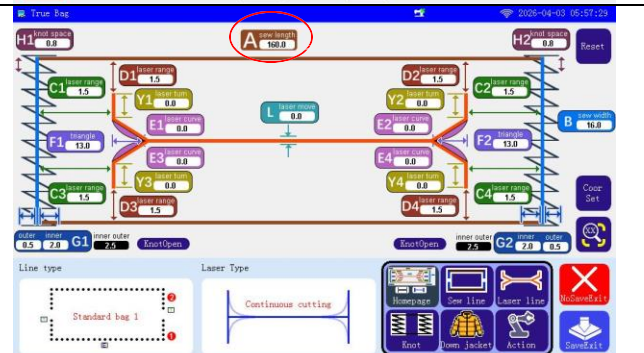 True Bag 2026-04-03 05:57:29
H1 knot space 0.8
A sew length 160.0
H2 knot space 0.8
Reset
D1 laser range 1.5
D2 laser range 1.5
C1 laser range 1.5
Y1 laser turn 0.0
Y2 laser turn 0.0
C2 laser range 1.5
E1 laser curve 0.0
L laser move 0.0
E2 laser curve 0.0
B sew width 16.0
F1 triangle 13.0
F2 triangle 13.0
E3 laser curve 0.0
E4 laser curve 0.0
C3 laser range 1.5
Y3 laser turn 0.0
Y4 laser turn 0.0
C4 laser range 1.5
Coor Set
D3 laser range 1.5
D4 laser range 1.5
outer 0.5 inner 2.0 G1 inner outer 2.5 KnotOpen
KnotOpen inner outer 2.5 G2 inner 2.0 outer 0.5
Line type
Laser Type
Standard bag 1
2
1
Continuous cutting
Homepage Sew line Laser line
NoSaveExit
Knot Down jacket Action
SaveExit